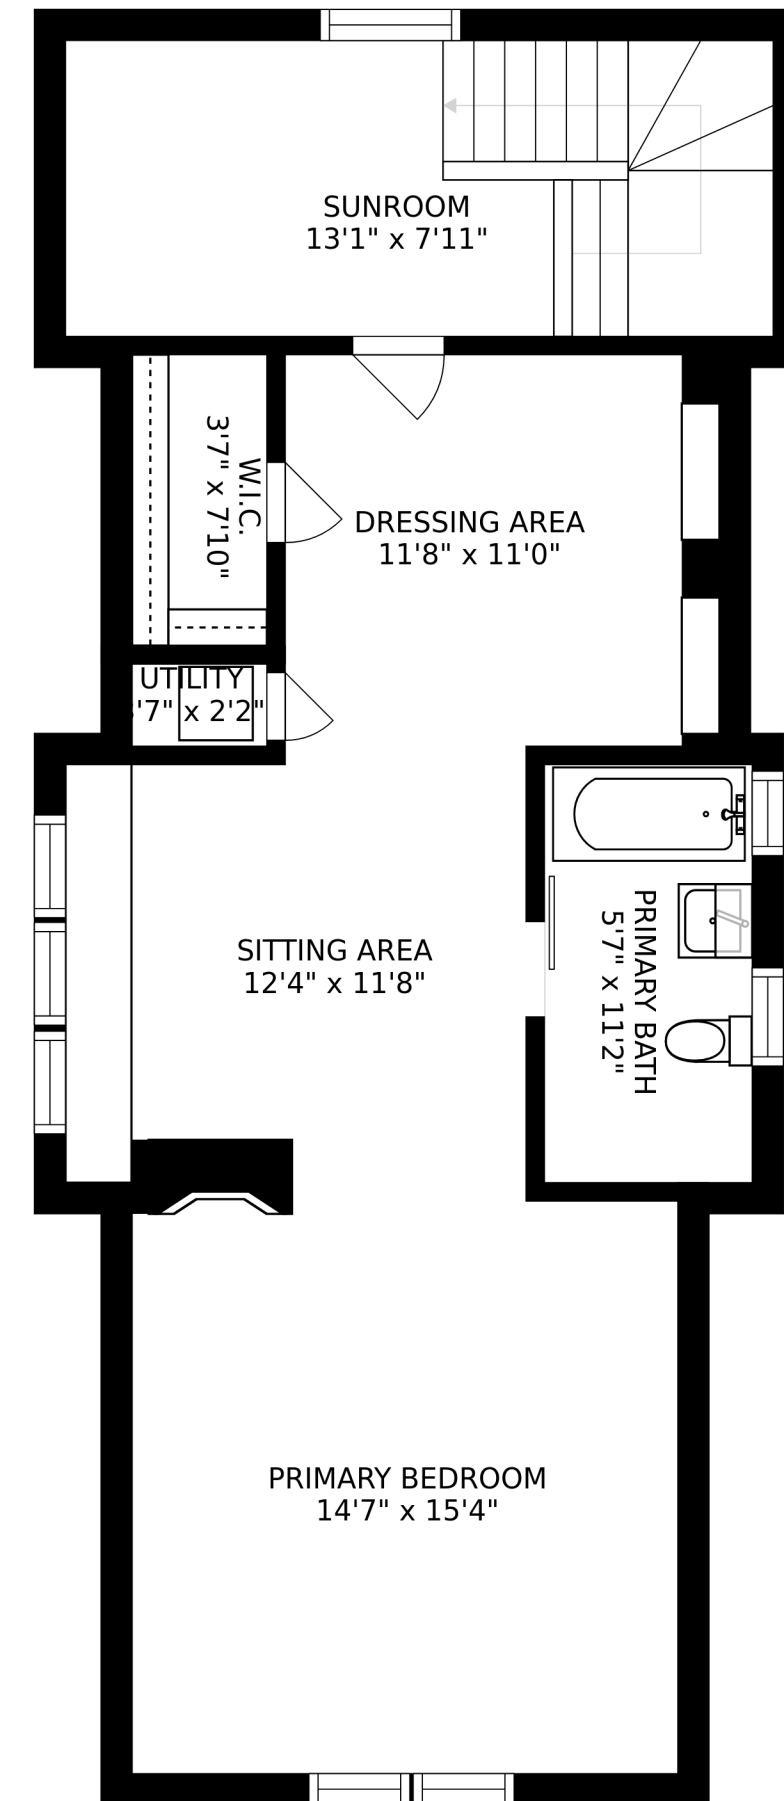 SUNROOM
13'1" x 7'11"
W.I.C.
3'7" x 7'10"
DRESSING AREA
11'8" x 11'0"
UTILITY
'7" x 2'2"
SITTING AREA
12'4" x 11'8"
PRIMARY BATH
5'7" x 11'2"
PRIMARY BEDROOM
14'7" x 15'4"